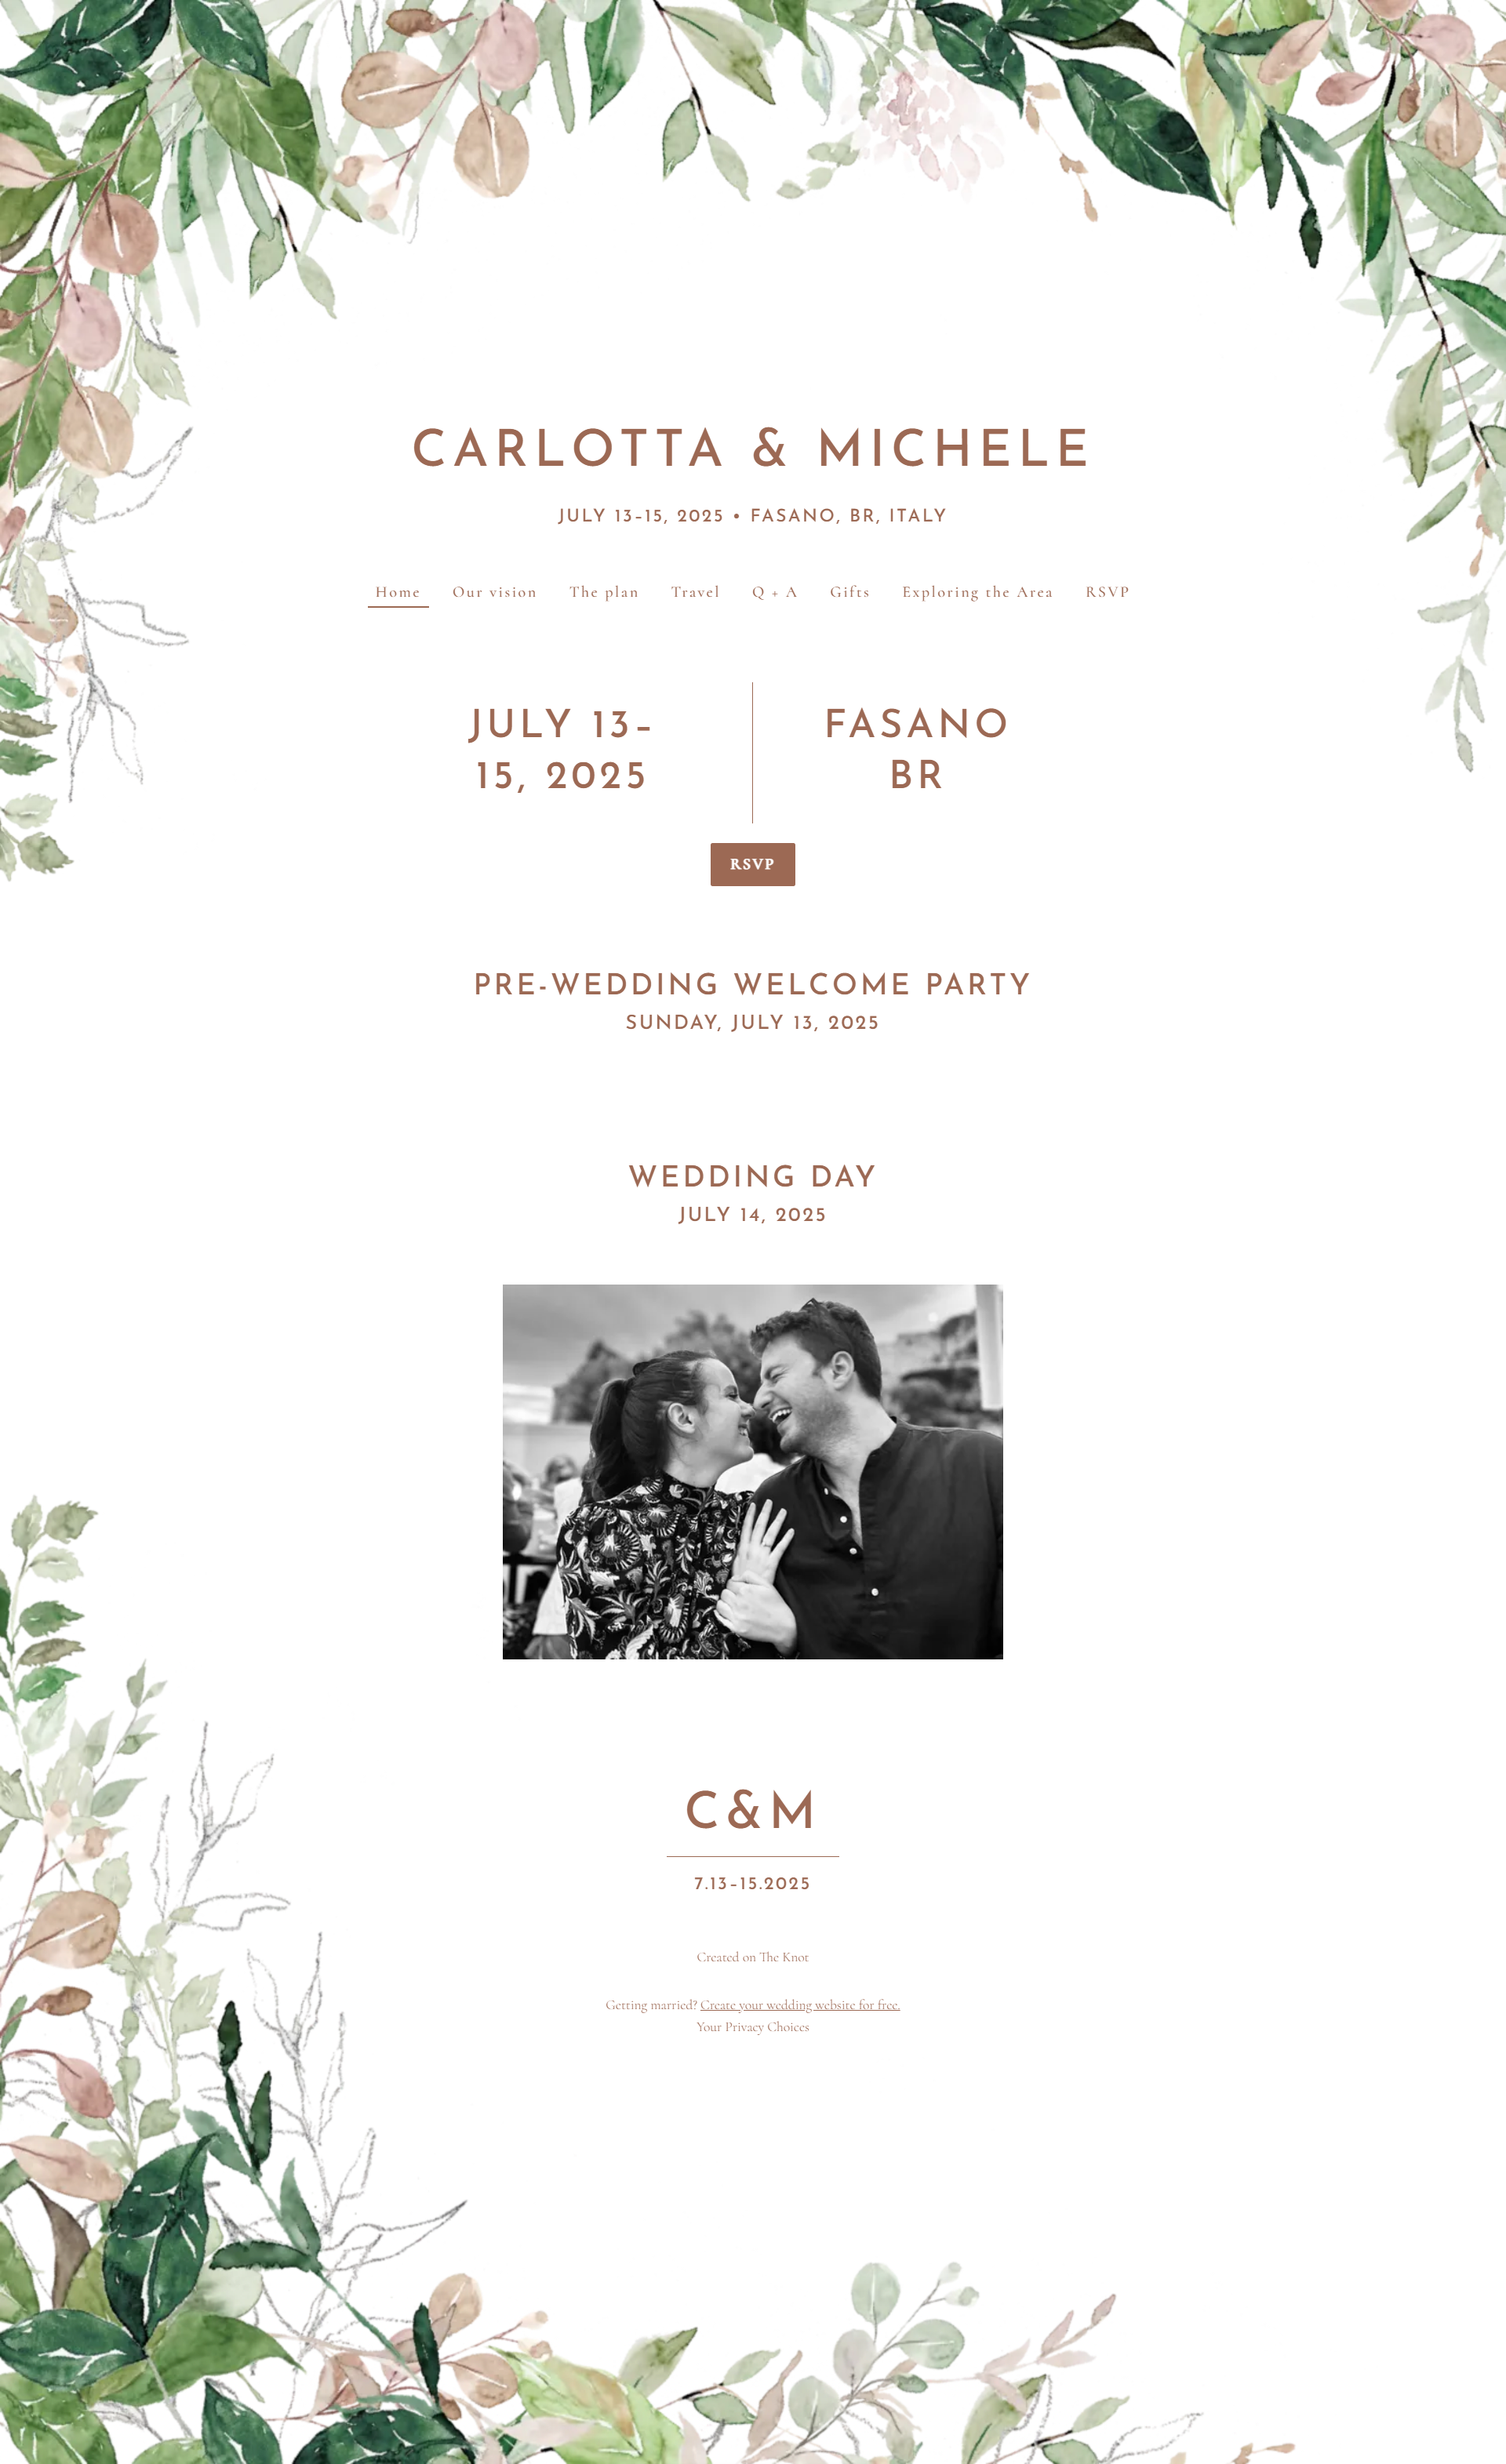 CARLOTTA & MICHELE
JULY 13–15, 2025 • FASANO, BR, ITALY
Home Our vision The plan Travel Q + A Gifts Exploring the Area RSVP
JULY 13–
15, 2025
FASANO
BR
RSVP
PRE-WEDDING WELCOME PARTY
SUNDAY, JULY 13, 2025
WEDDING DAY
JULY 14, 2025
C&M
7.13–15.2025
Created on The Knot
Getting married? Create your wedding website for free.
Your Privacy Choices